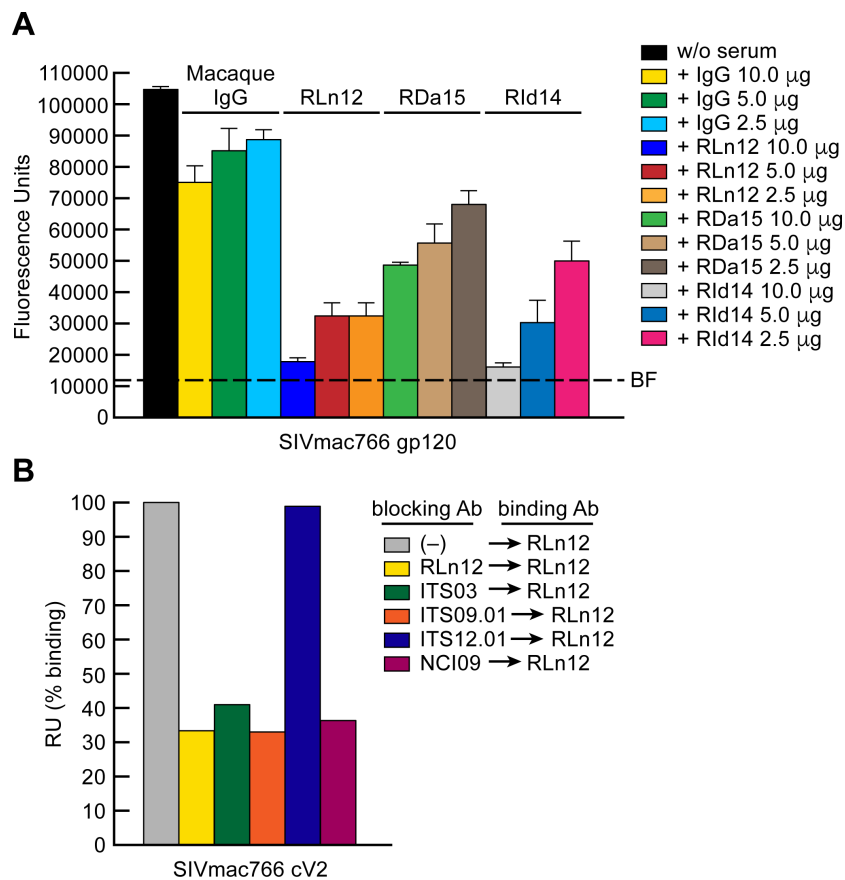 A
Macaque
IgG RLn12 RDa15 RId14
110000
100000
90000
80000
70000
60000
50000
40000
30000
20000
10000
0
Fluorescence Units
BF
SIVmac766 gp120
w/o serum
+ IgG 10.0 μg
+ IgG 5.0 μg
+ IgG 2.5 μg
+ RLn12 10.0 μg
+ RLn12 5.0 μg
+ RLn12 2.5 μg
+ RDa15 10.0 μg
+ RDa15 5.0 μg
+ RDa15 2.5 μg
+ RId14 10.0 μg
+ RId14 5.0 μg
+ RId14 2.5 μg
B
100
90
80
70
60
50
40
30
20
10
0
RU (% binding)
SIVmac766 cV2
blocking Ab binding Ab
(–) → RLn12
RLn12 → RLn12
ITS03 → RLn12
ITS09.01 → RLn12
ITS12.01 → RLn12
NCI09 → RLn12